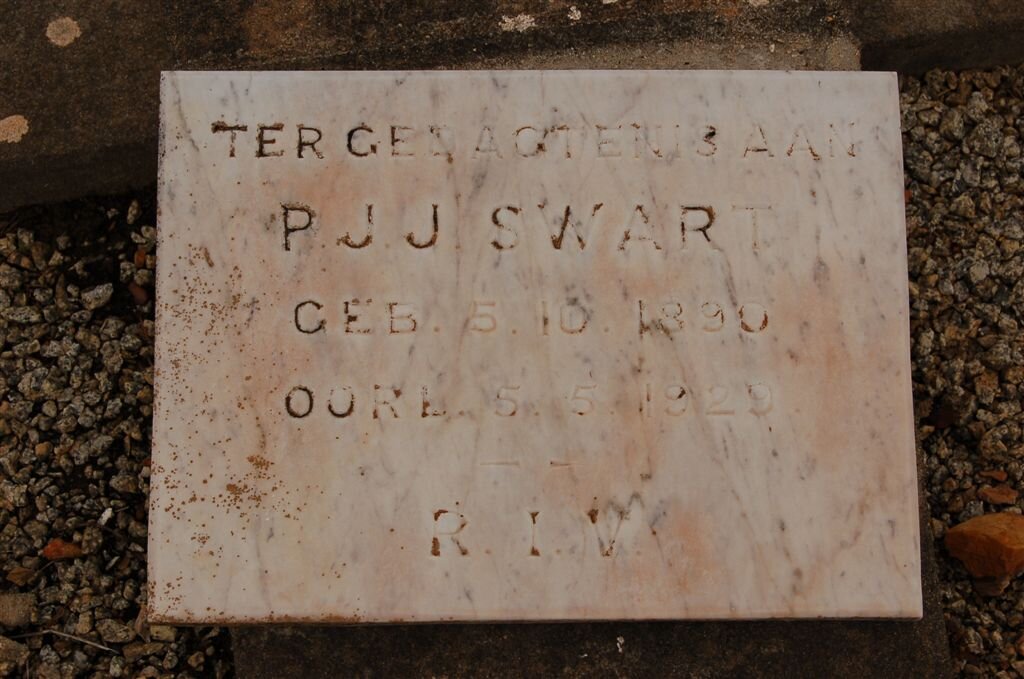 TER GEDAGTENIS AAN
P.J.J. SWART
GEB. 5. 10. 1890
OORL. 5. 5. 1929
R. I. V.